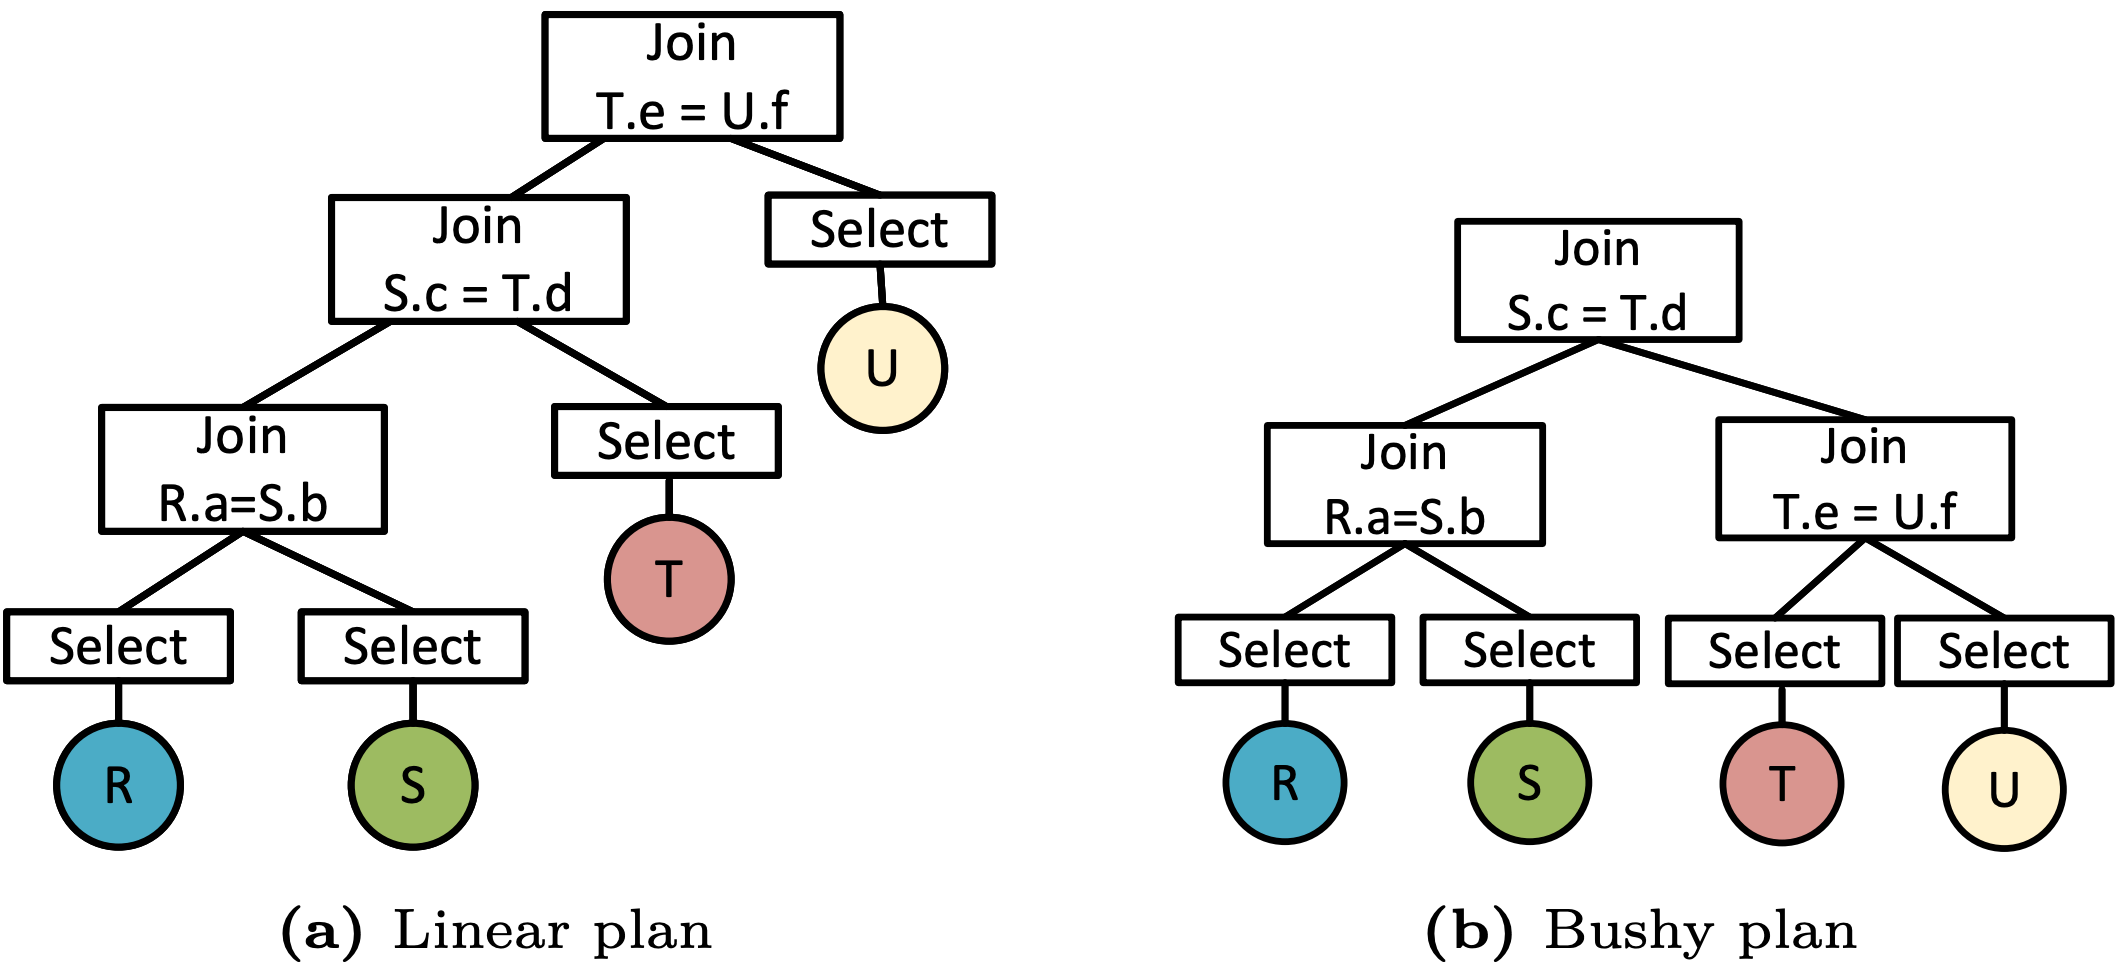 Join
T.e = U.f
Join
S.c = T.d
Select
U
Join
R.a=S.b
Select
T
Select
Select
R
S
(a) Linear plan
Join
S.c = T.d
Join
R.a=S.b
Join
T.e = U.f
Select
Select
Select
Select
R
S
T
U
(b) Bushy plan